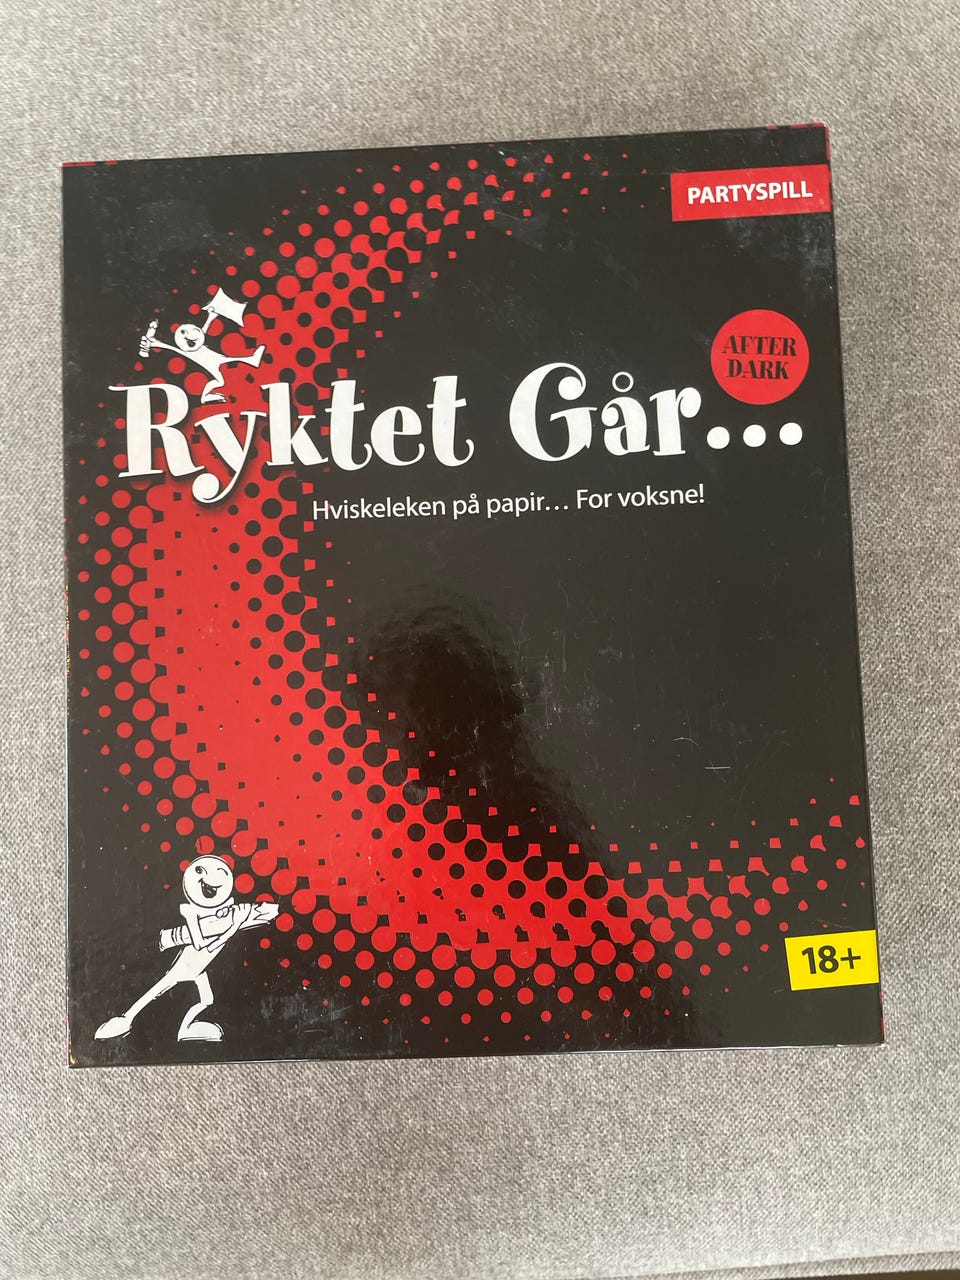 PARTYSPILL
AFTER
DARK
Ryktet Går...
Hviskeleken på papir... For voksne!
18+